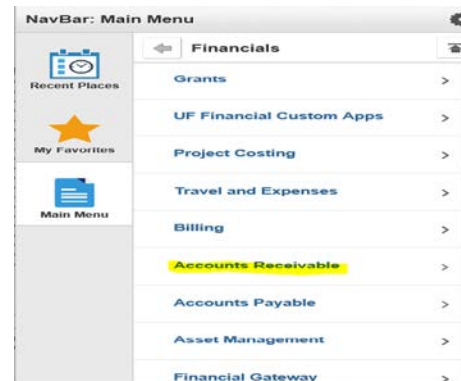 NavBar: Main Menu
Financials
Recent Places
Grants
UF Financial Custom Apps
My Favorites
Project Costing
Travel and Expenses
Main Menu
Billing
Accounts Receivable
Accounts Payable
Asset Management
Financial Gateway